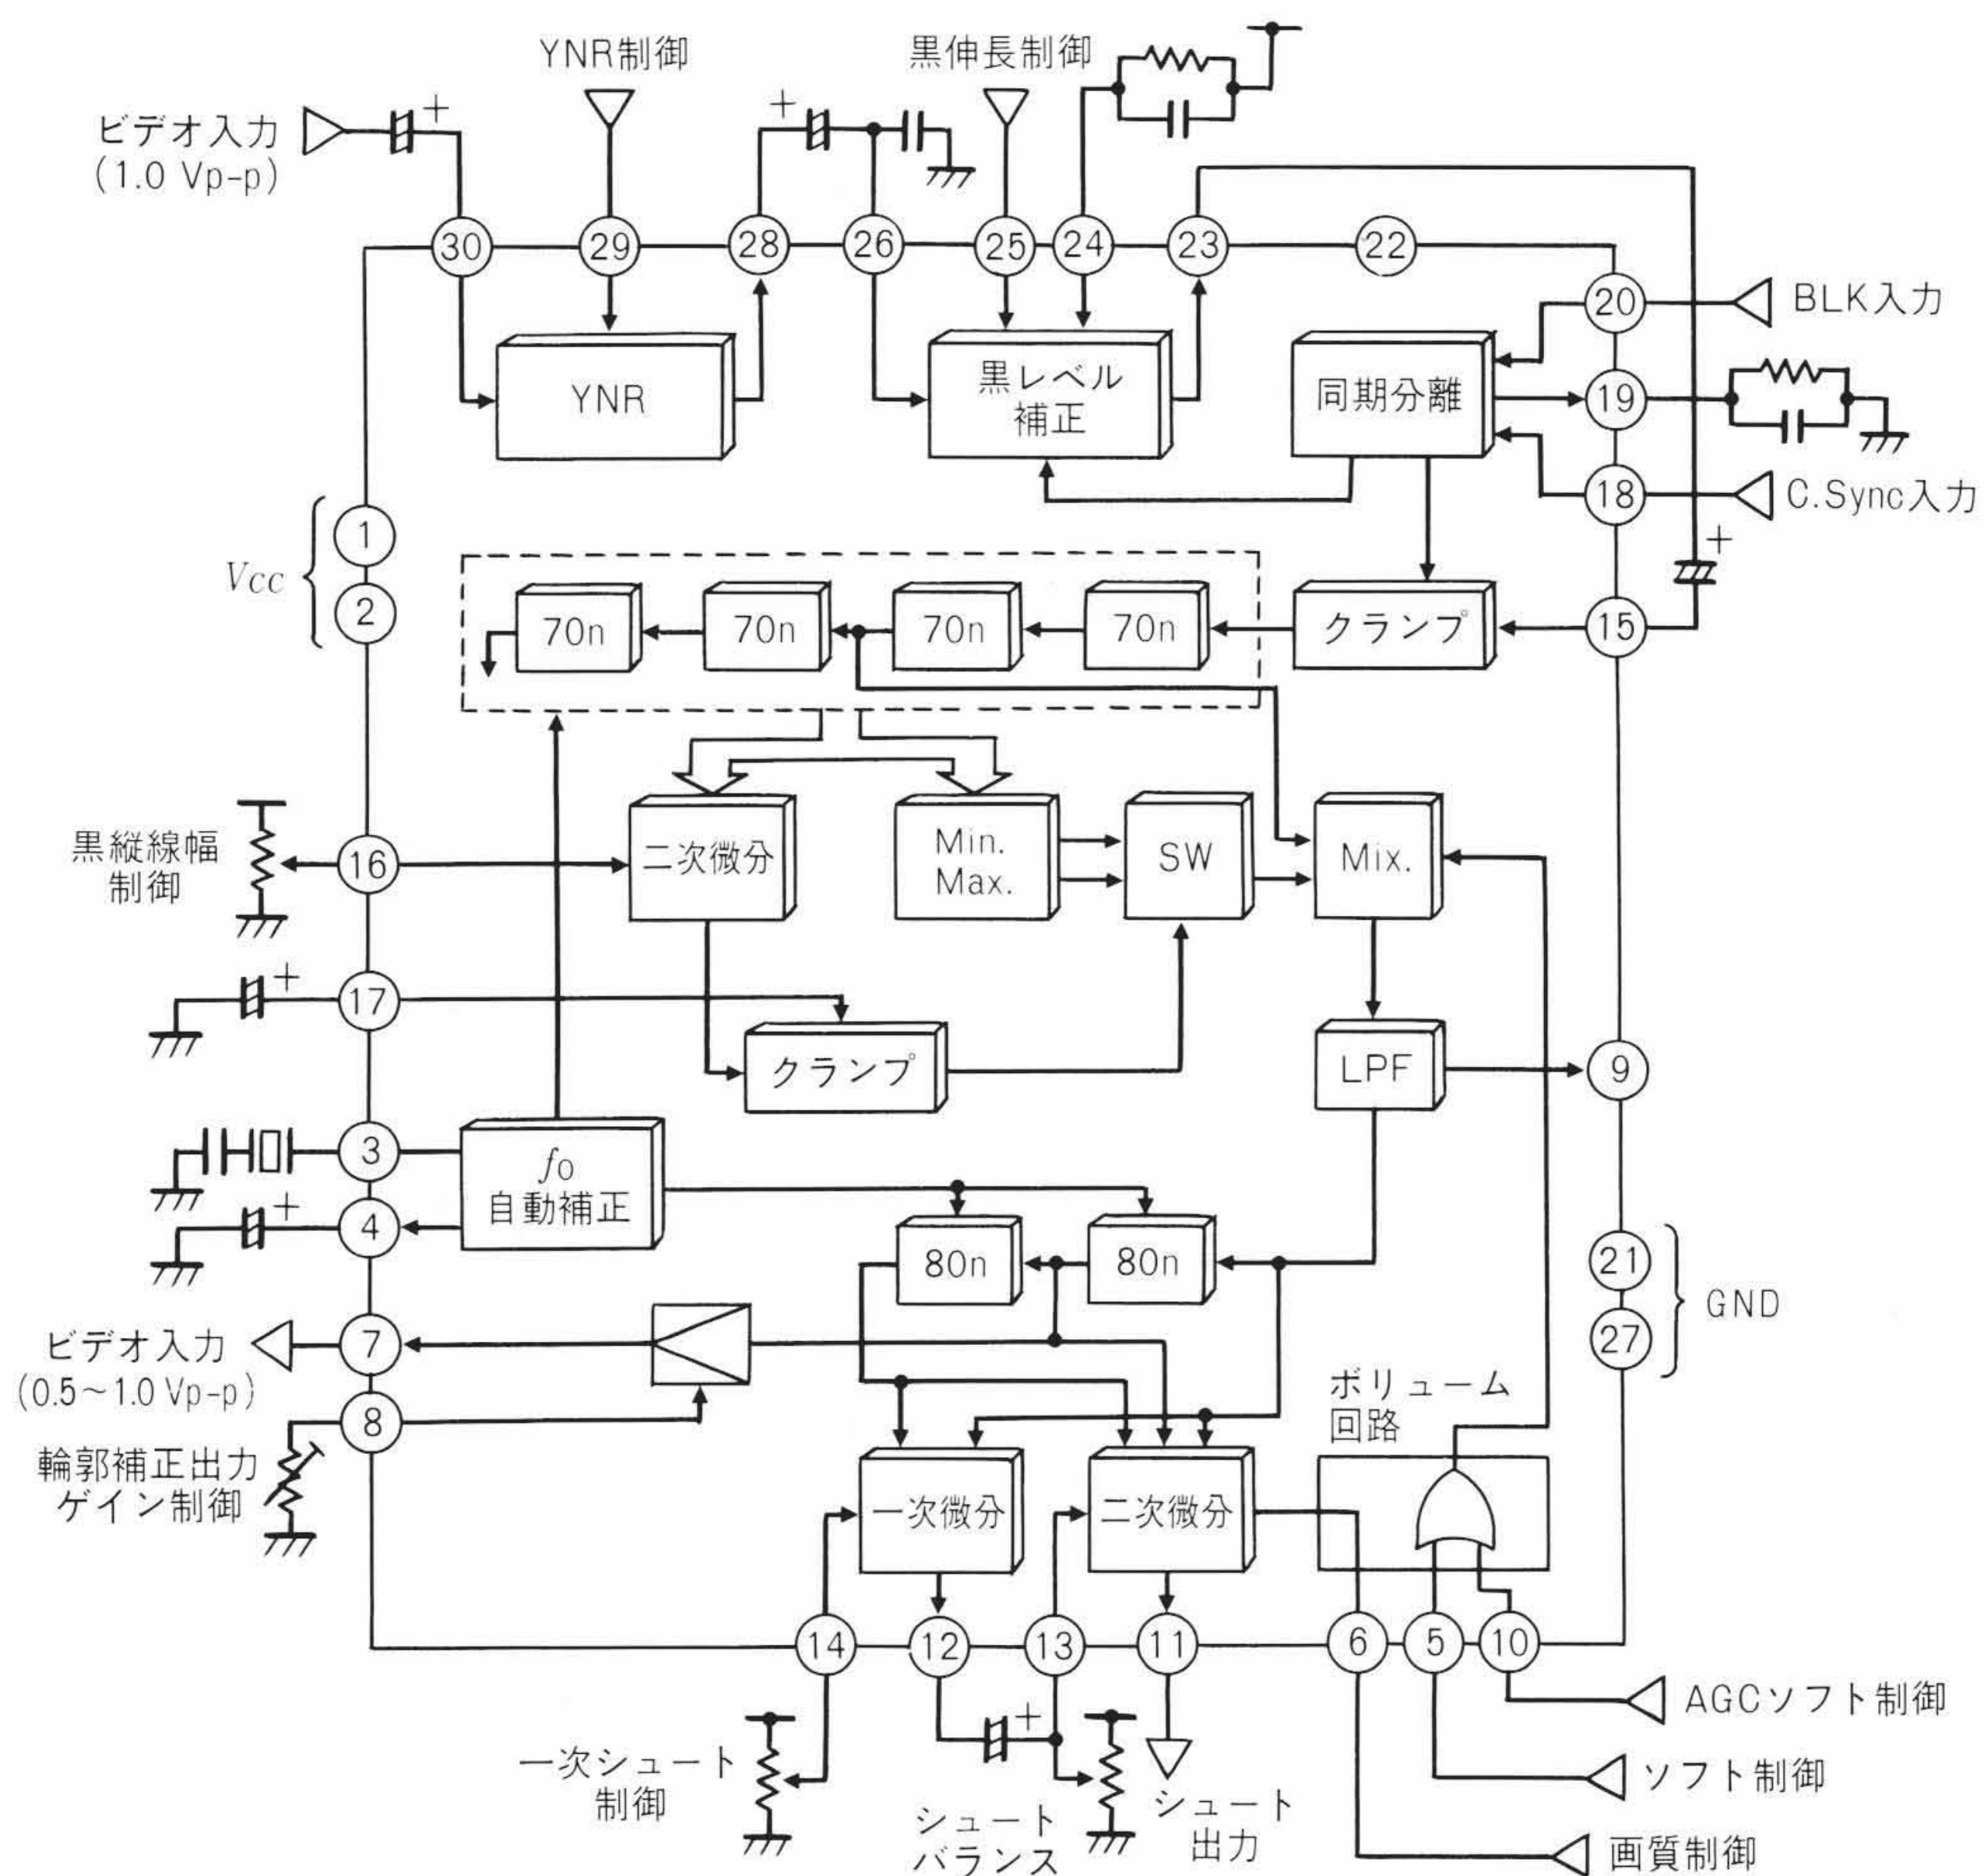 YNR制御
黒伸長制御
ビデオ入力
(1.0 Vp-p)
+
+
30
29
28
26
25
24
23
22
20
BLK入力
YNR
黒レベル
補正
同期分離
19
18
C.Sync入力
+
1
Vcc
2
70n
70n
70n
70n
クランプ
15
黒縦線幅
制御
16
二次微分
Min.
Max.
SW
Mix.
+
17
クランプ
LPF
9
3
fo
自動補正
+
4
80n
80n
21
GND
27
ビデオ入力
(0.5~1.0 Vp-p)
7
8
輪郭補正出力
ゲイン制御
ボリューム
回路
一次微分
二次微分
14
12
13
11
6
5
10
AGCソフト制御
+
一次シュート
制御
シュート
バランス
シュート
出力
ソフト制御
画質制御